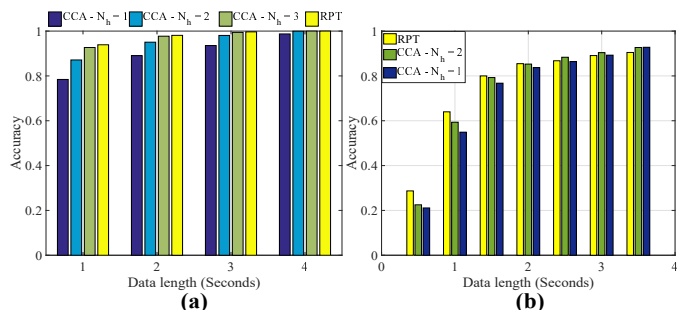 CCA - N_h = 1 CCA - N_h = 2 CCA - N_h = 3 RPT
1
0.8
0.6
0.4
0.2
0
Accuracy
1 2 3 4
Data length (Seconds)
(a)
RPT
CCA - N_h = 2
CCA - N_h = 1
1
0.8
0.6
0.4
0.2
0
Accuracy
0 1 2 3 4
Data length (Seconds)
(b)